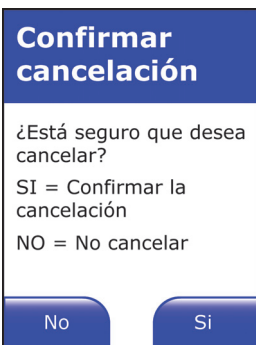 Confirmar
cancelación
¿Está seguro que desea
cancelar?
SI = Confirmar la
cancelación
NO = No cancelar
No
Si